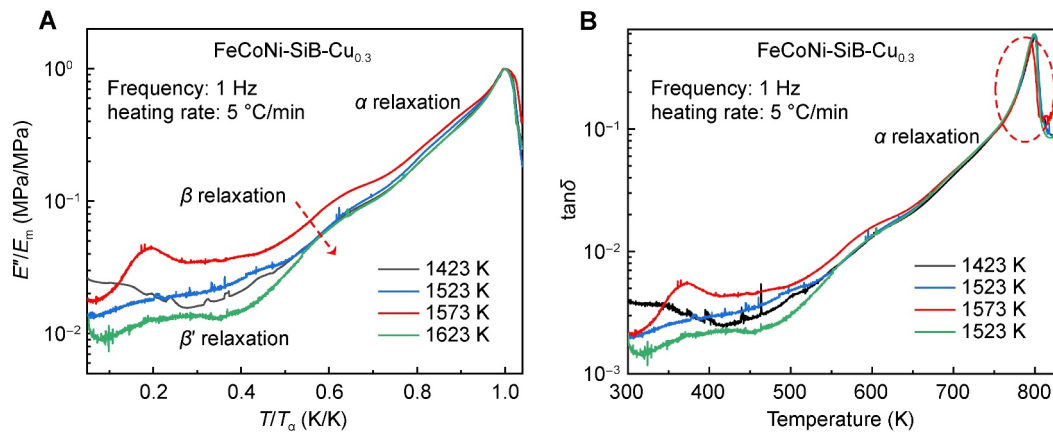 A
FeCoNi-SiB-Cu0.3
Frequency: 1 Hz
heating rate: 5 °C/min
α relaxation
β relaxation
β′ relaxation
1423 K
1523 K
1573 K
1623 K
10⁰
10⁻¹
10⁻²
E″/Eₘ (MPa/MPa)
0.2 0.4 0.6 0.8 1.0
T/Tα (K/K)
B
FeCoNi-SiB-Cu0.3
Frequency: 1 Hz
heating rate: 5 °C/min
α relaxation
1423 K
1523 K
1573 K
1523 K
10⁻¹
10⁻²
10⁻³
tanδ
300 400 500 600 700 800
Temperature (K)